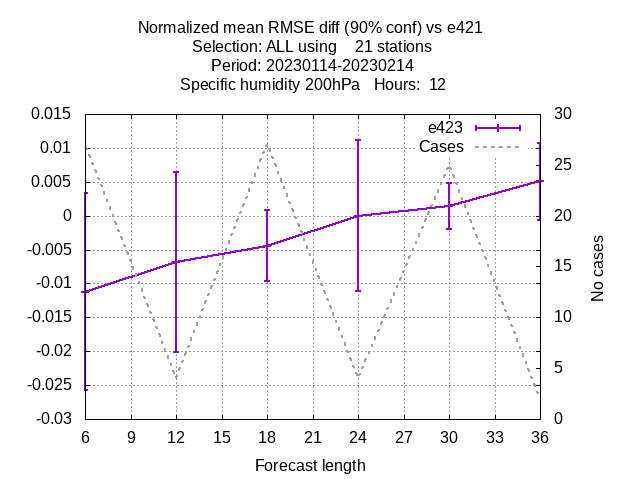 Normalized mean RMSE diff (90% conf) vs e421
Selection: ALL using    21 stations
Period: 20230114-20230214
Specific humidity 200hPa   Hours:  12
0.015
0.01
0.005
0
-0.005
-0.01
-0.015
-0.02
-0.025
-0.03
30
25
20
15
10
5
0
e423
Cases
No cases
6 9 12 15 18 21 24 27 30 33 36
Forecast length